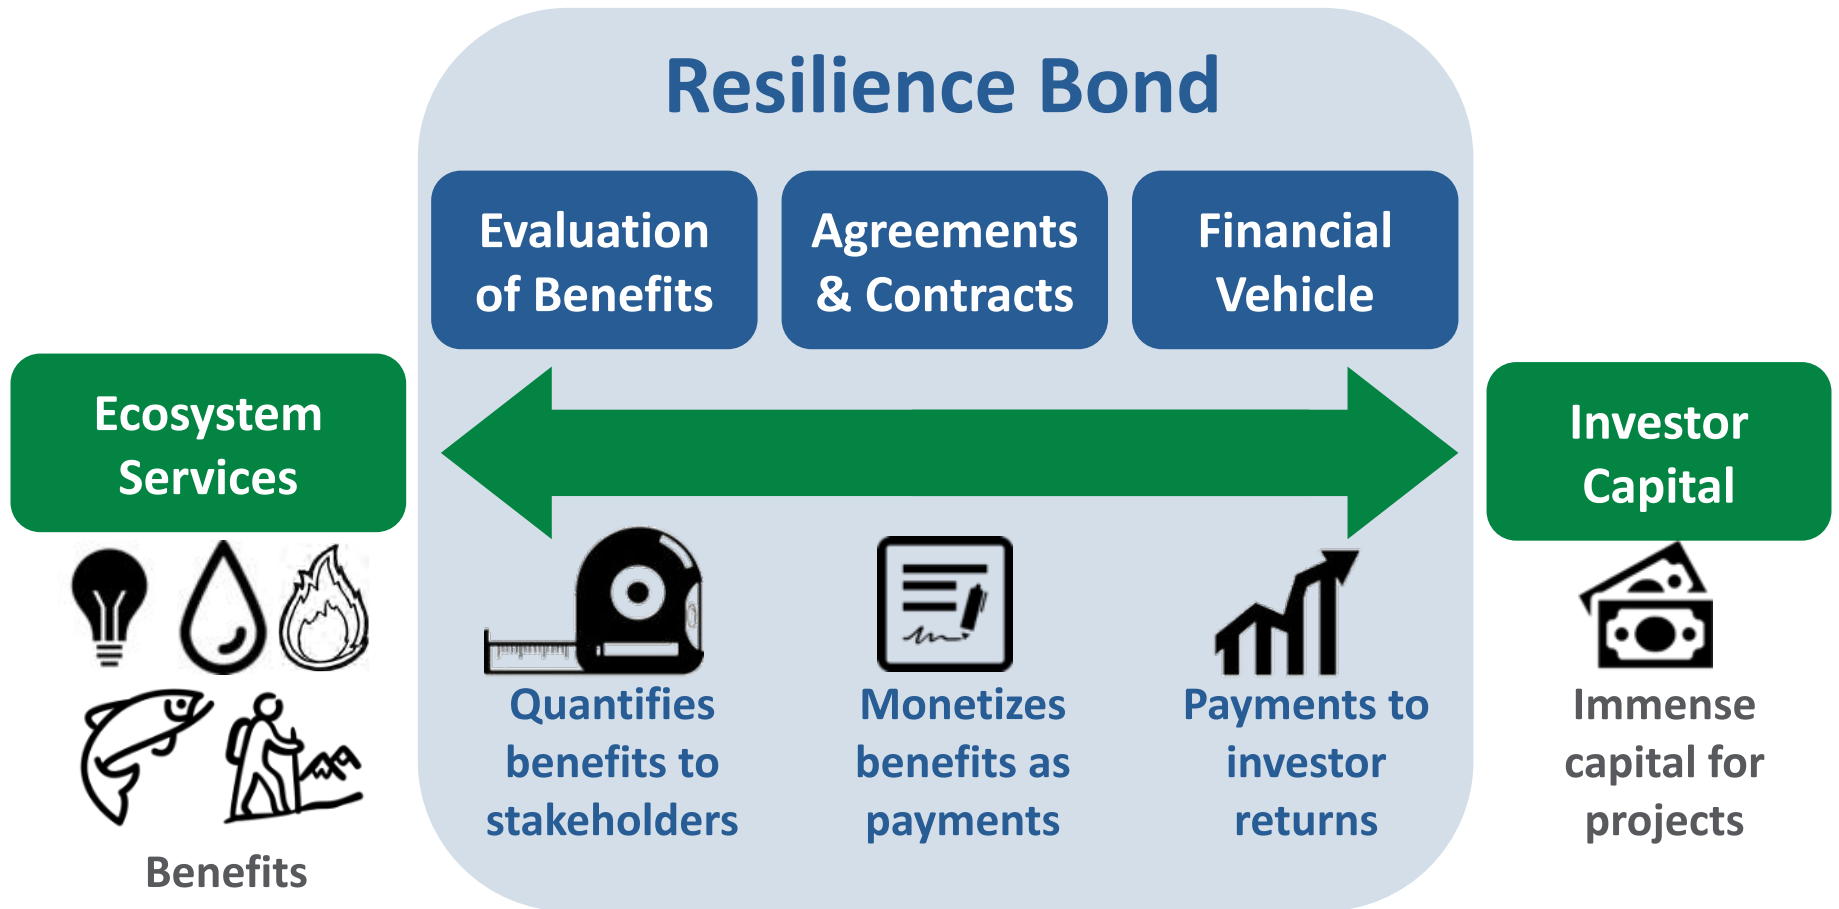 Resilience Bond
Evaluation
of Benefits
Agreements
& Contracts
Financial
Vehicle
Ecosystem
Services
Investor
Capital
Quantifies
benefits to
stakeholders
Monetizes
benefits as
payments
Payments to
investor
returns
Immense
capital for
projects
Benefits